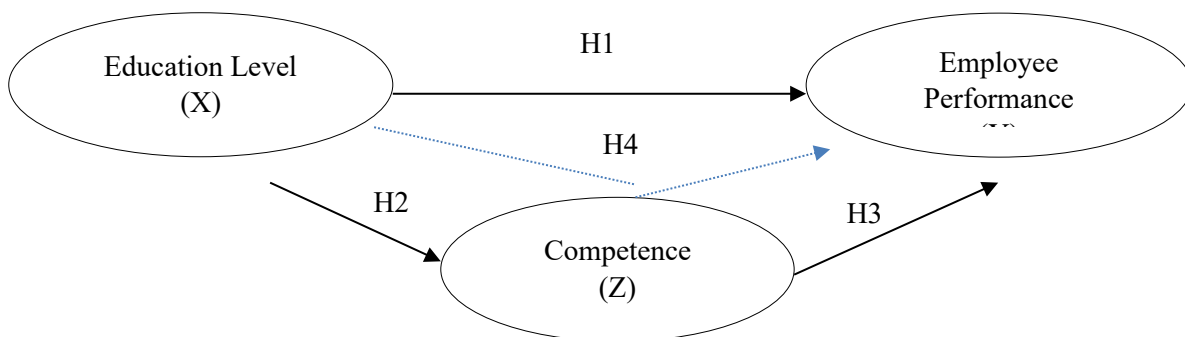 H1
Education Level
(X)
Employee
Performance
H4
H2
H3
Competence
(Z)